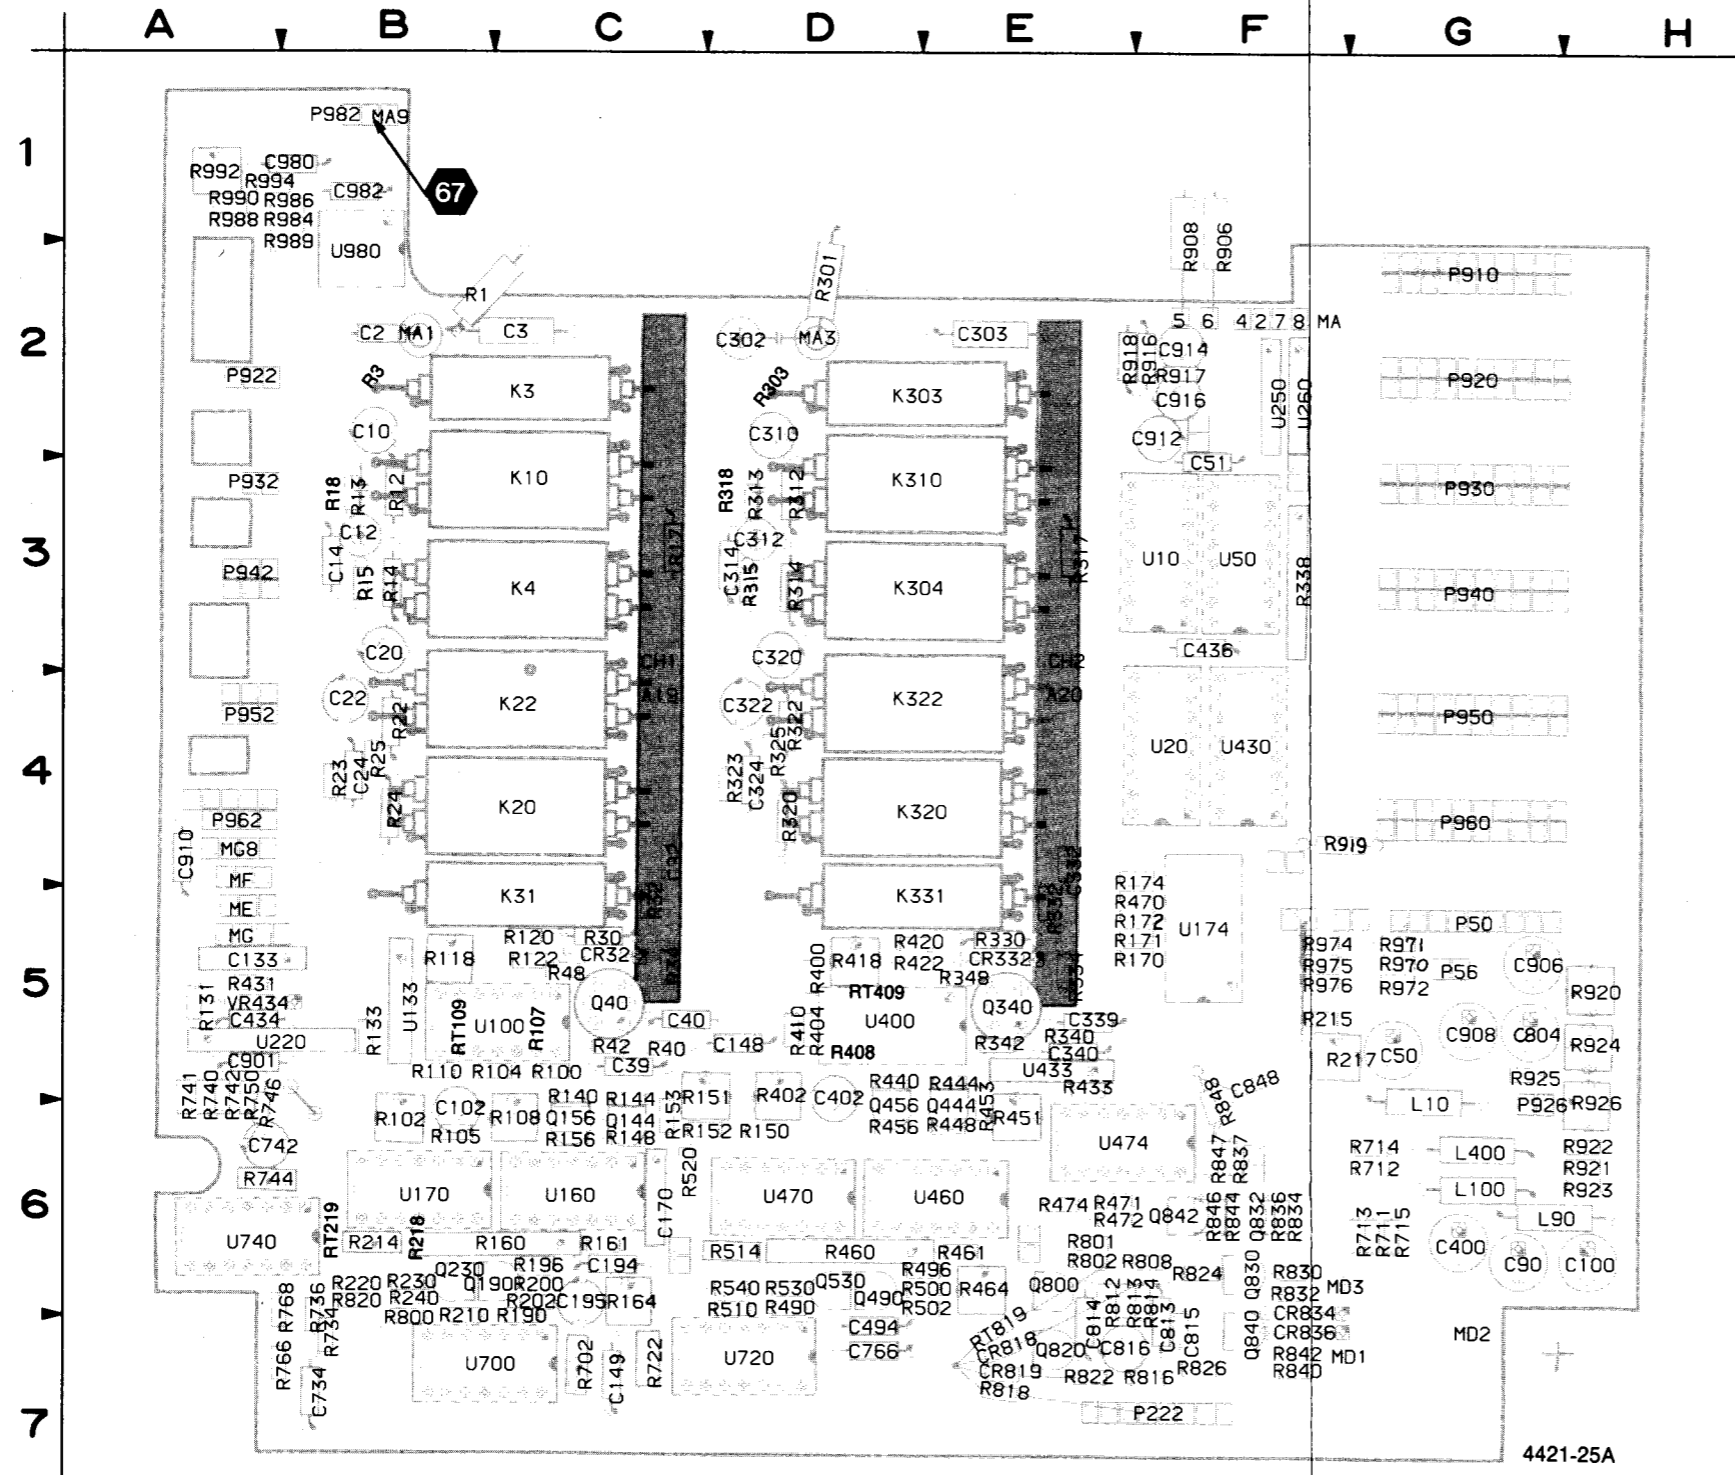 A B C D E F G H
1
P982 MA9
R992 C980
R994
67
R990 R986 C982
R988 R984
R989
U980
R908 R906
R1 R301
P910
2
C2 MA1 C3 C302 MA3 C303
5 6 4 2 7 8 MA
R918 R916 C914
R917
C916
P922 R3 K3 R303 K303
U250 U260 P920
C10 C310 C912
C51
P932 R18 R13 R12 K10 R318 R313 R312 K310
P930
3
C12 C312
C14 R15 R14 K4 R17 C314 R315 R314 K304 R317
U10 U50 R338
P942 P940
C20 C320 C436
CH1 CH2
A19 A20
C22 R22 K22 C322 R322 K322
P952 P950
4
R23 C24 R25 R323 C324 R325
U20 U430
R24 K20 R320 K320
P962 P960
C910 MG8 R919
MF
ME K31 K331
MG
R174
R470
R172
R171
R170
U174
P50
5
C133 R118 R120 R30
R122 CR32
R48
R400 R418 R420 R330
R422 CR332
R348
R974 R971
R975 R970
R976 R972
P56 C906
R920
R431
VR434
C434
R131
U220 R133 U133 RT109 U100 R107 Q40 C40
RT409
R410 R404 U400 Q340 C339
R408
R215
C908 C804
R217 C50 R924
C901 R42 R40 C148 R342 R340
C340
C39 U433
R110 R104 R100 R433
R741 R740 R742 R750 R746
R102 C102 R108 R140 R144 R153 R151 R402 C402 R440 R444 R453 R451
Q156 Q144 Q456 Q444
R105 R156 R148 R152 R150 R456 R448
R848 C848
R925
L10 P926 R926
C742
R744
U474 R847 R837
R714 L400 R922
R712 R921
L100 R923
6
U170 U160 C170 R520 U470 U460
R474 R471
R472 Q842 R846 R844 Q832 R836 R834
R713 R711 R715 L90
U740 RT219 R214 R218 R160 R161 R514 R460 R461
R801
R802 R808
C400 C90 C100
Q230 R196 C194 Q530 R496
R220 R230 Q190 R200 R540 R530 R500 R464 Q800
R820 R240 R202 C195 R164 R510 R490 Q490 R502
R800 R210 R190
R812 R813 R814 R824 Q830
R830 MD3
R832
R768 R736 R734
R766 C734
U700 R702 C149 R722 U720
C494
C766
RT819
CR818
CR819
R818
Q820 C814 C816 C813 C815
R822 R816 R826
Q840
CR834
CR836
R842 MD1
R840
MD2
7
P222
4421-25A